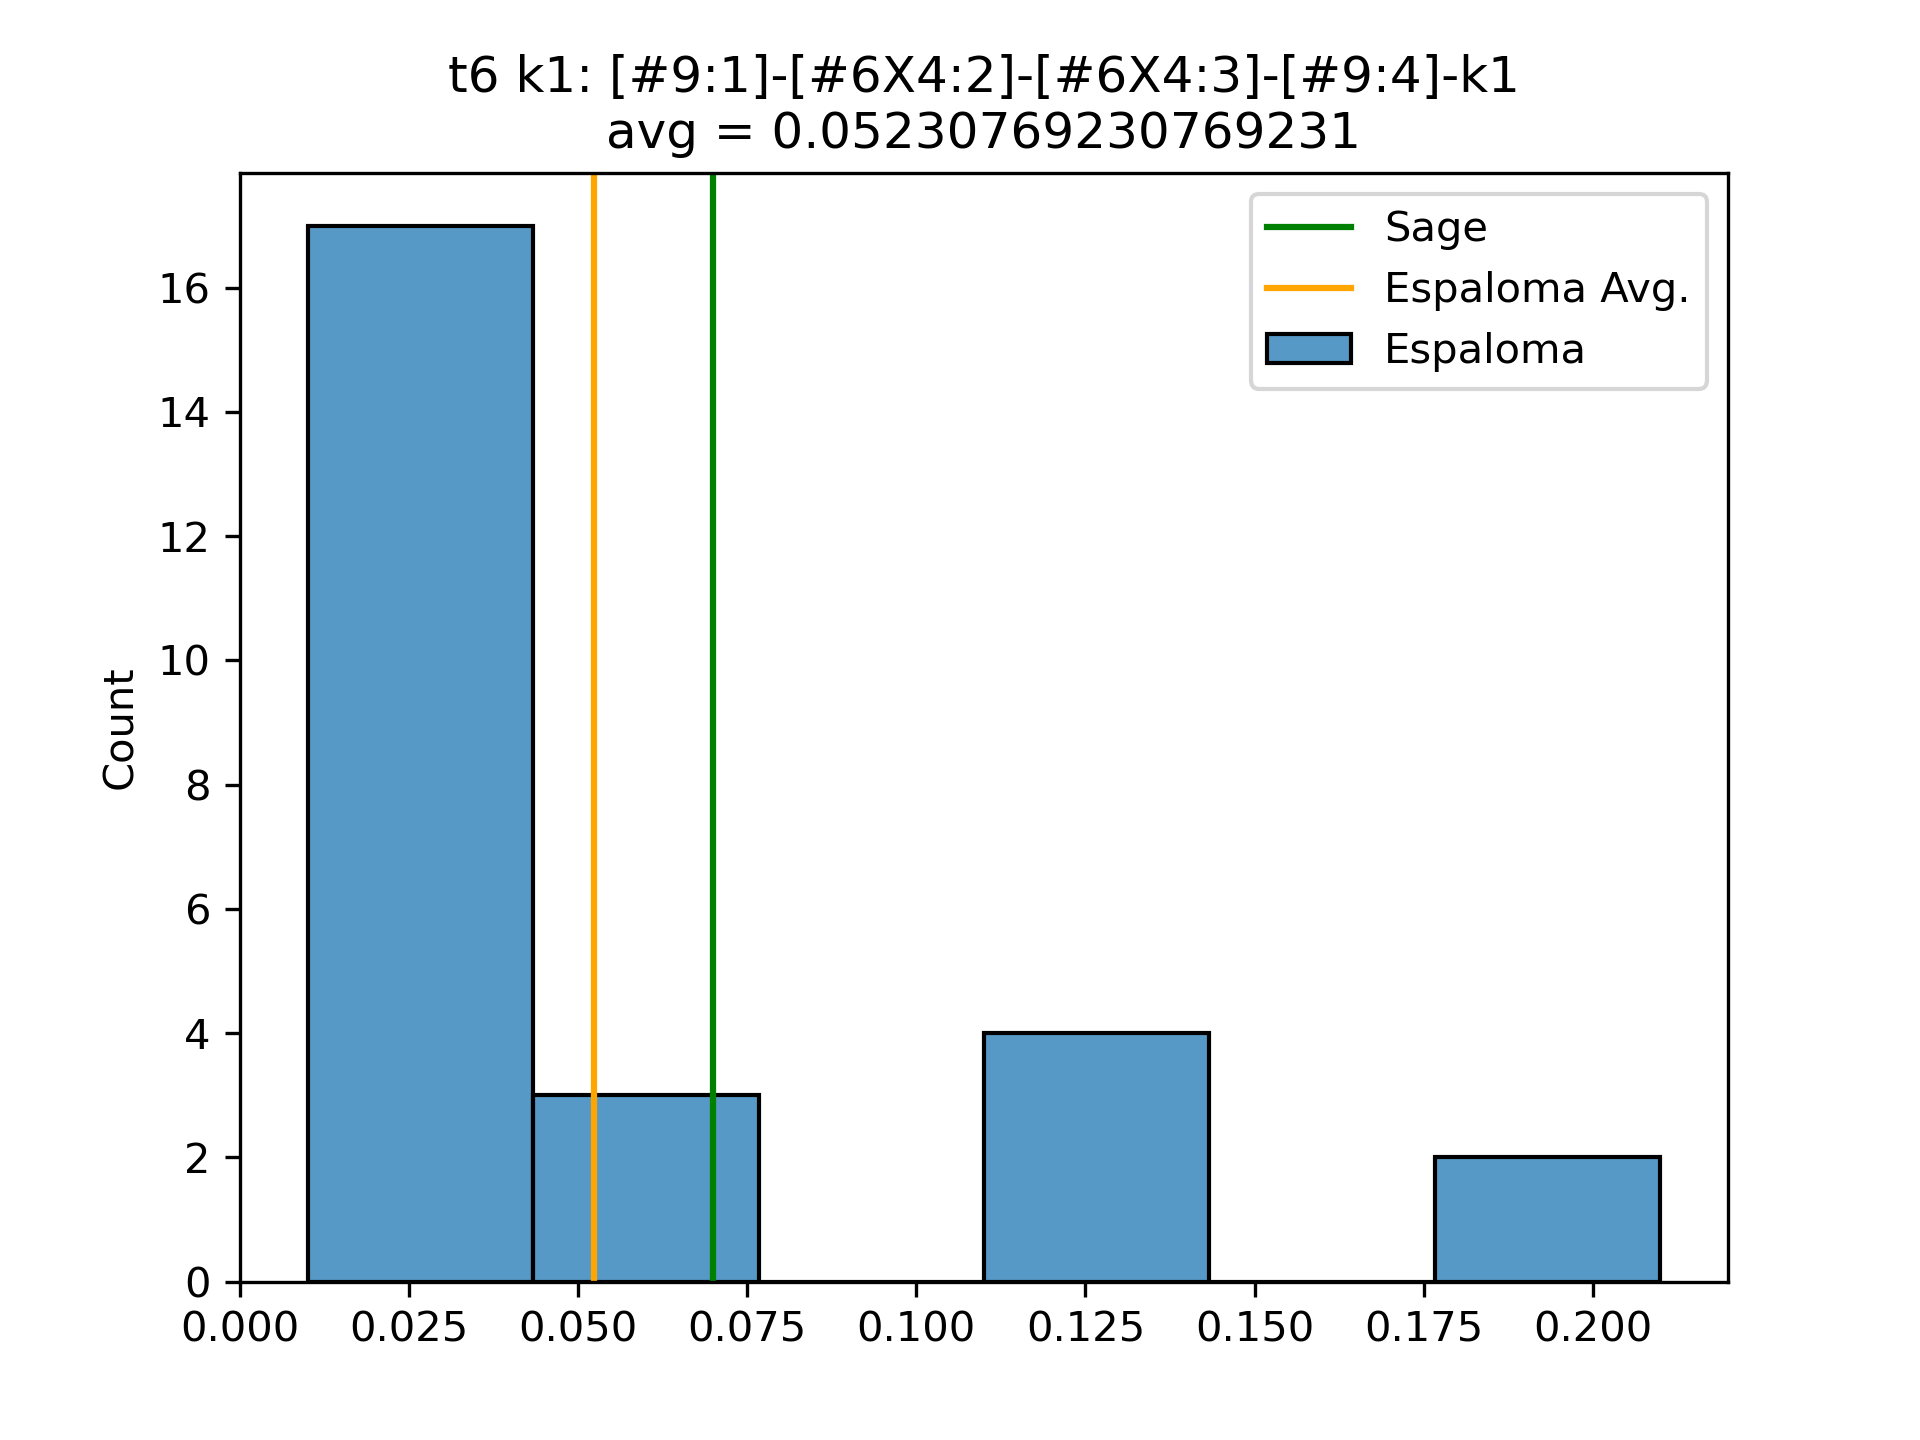 t6 k1: [#9:1]-[#6X4:2]-[#6X4:3]-[#9:4]-k1
avg = 0.05230769230769231
Sage
Espaloma Avg.
Espaloma
Count
16
14
12
10
8
6
4
2
0
0.000 0.025 0.050 0.075 0.100 0.125 0.150 0.175 0.200